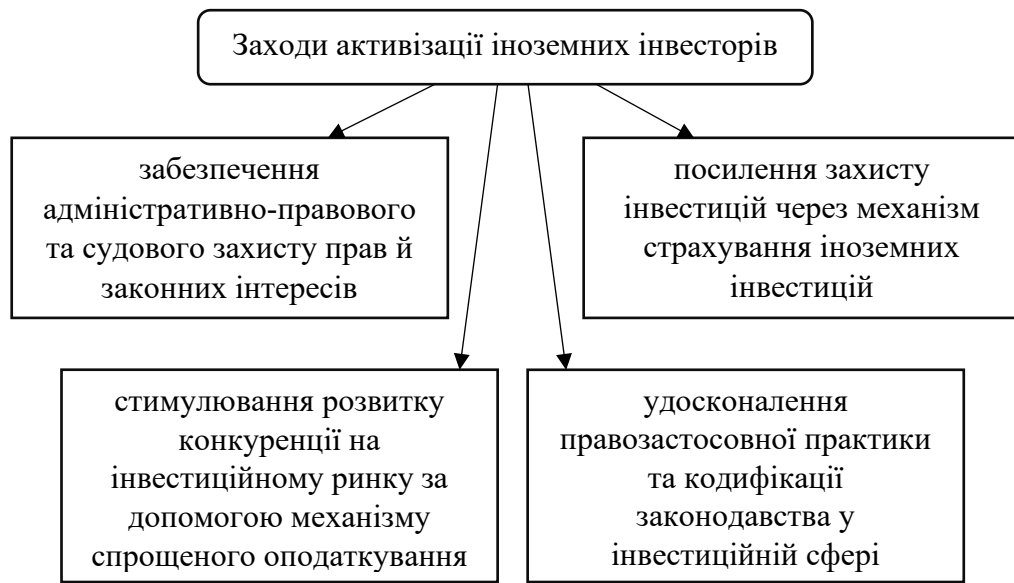 Заходи активізації іноземних інвесторів
забезпечення
адміністративно-правового
та судового захисту прав й
законних інтересів
посилення захисту
інвестицій через механізм
страхування іноземних
інвестицій
стимулювання розвитку
конкуренції на
інвестиційному ринку за
допомогою механізму
спрощеного оподаткування
удосконалення
правозастосовної практики
та кодифікації
законодавства у
інвестиційній сфері